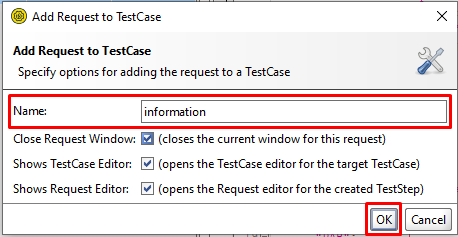 Add Request to TestCase
Add Request to TestCase
Specify options for adding the request to a TestCase
Name: information
Close Request Window: (closes the current window for this request)
Shows TestCase Editor: (opens the TestCase editor for the target TestCase)
Shows Request Editor: (opens the Request editor for the created TestStep)
OK Cancel